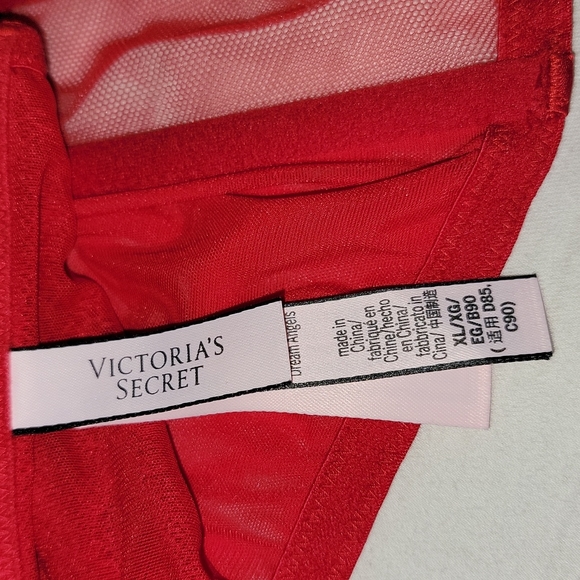 VICTORIA'S
SECRET
Dream Angels
made in
China/
fabriqué en
Chine/hecho
en China/
fabbricato in
Cina/ 中国制造
XL/XG/
EG/B90
(适用 D85,
C90)